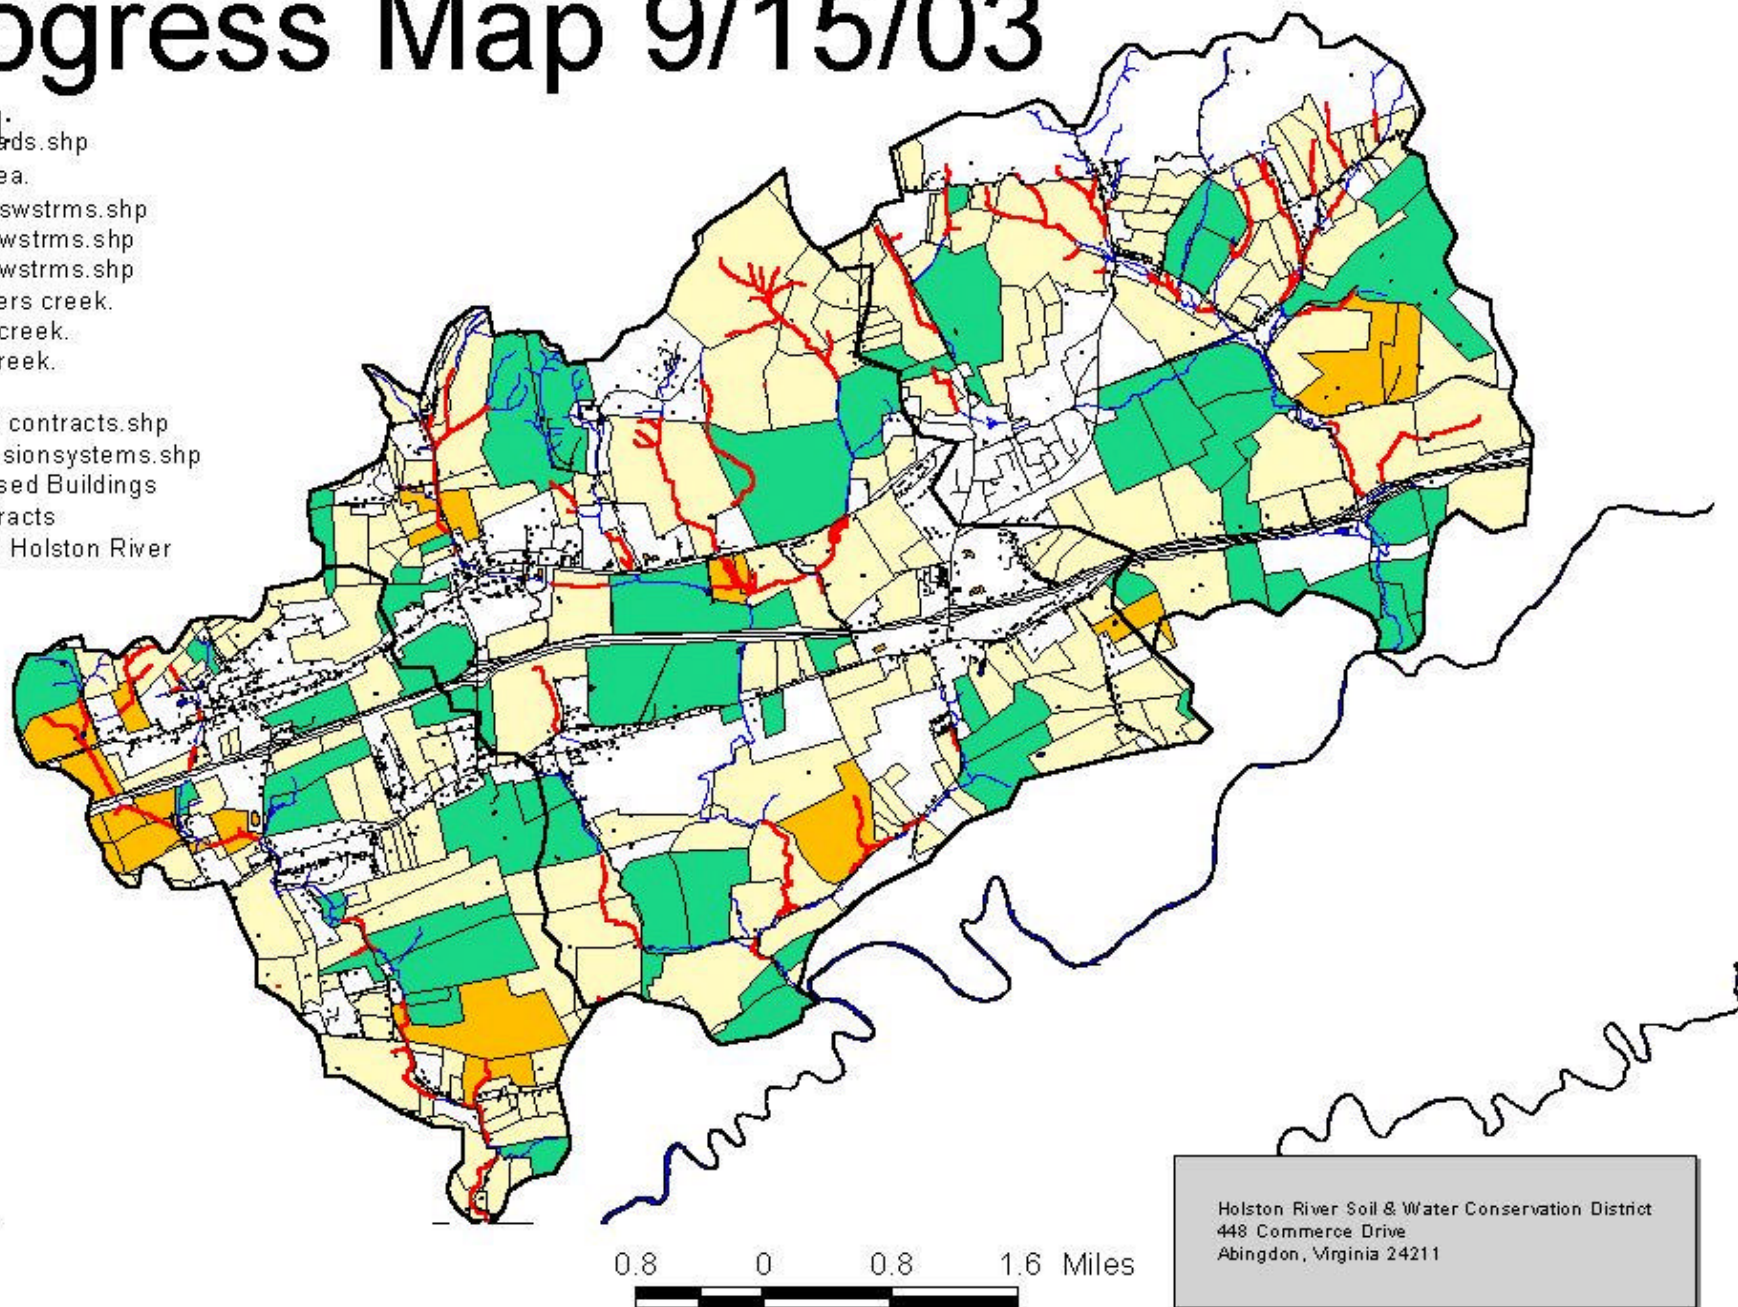 ogress Map 9/15/03
ds.shp
ea.
swstrms.shp
wstrms.shp
wstrms.shp
ers creek.
creek.
reek.
contracts.shp
sionsystems.shp
sed Buildings
racts
Holston River
0.8 0 0.8 1.6 Miles
Holston River Soil & Water Conservation District
448 Commerce Drive
Abingdon, Virginia 24211